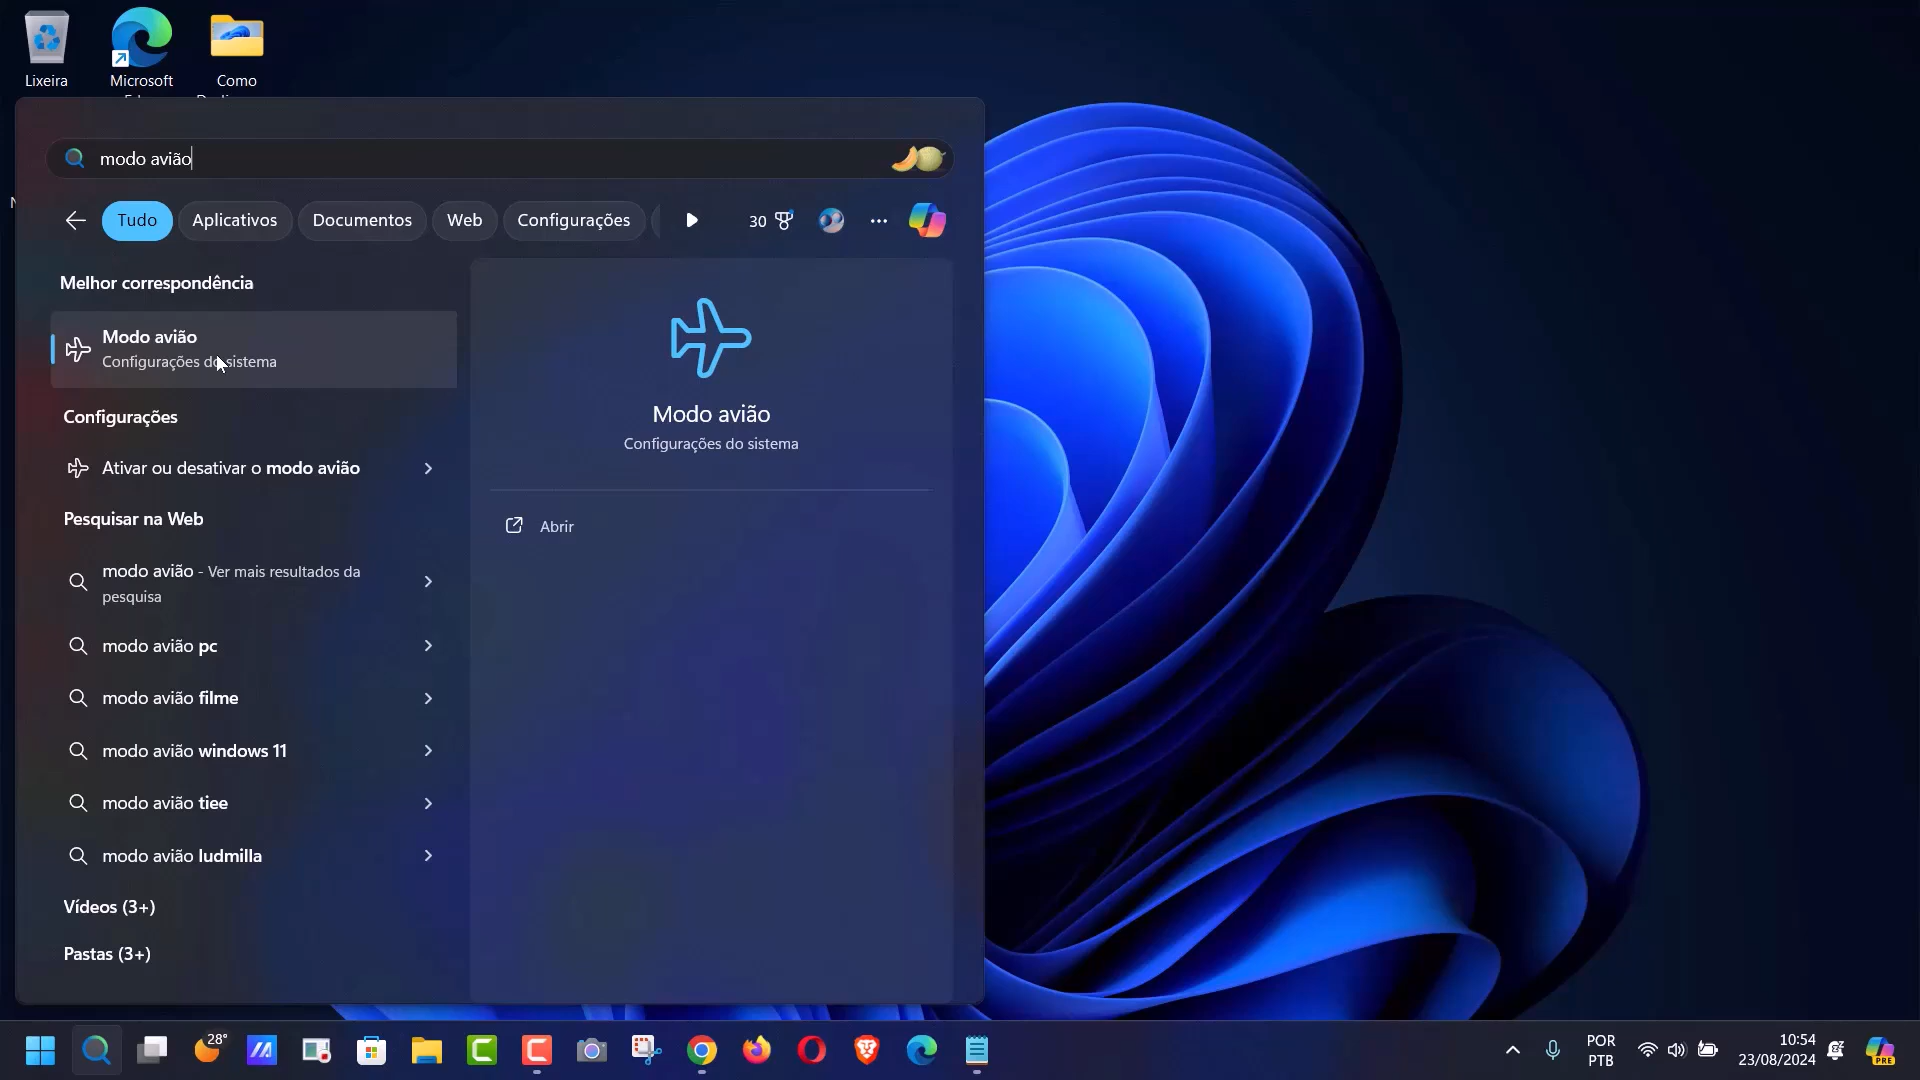 Lixeira
Microsoft
Como
modo avião
Tudo
Aplicativos
Documentos
Web
Configurações
30
Melhor correspondência
Modo avião
Configurações do sistema
Configurações
Ativar ou desativar o modo avião
Pesquisar na Web
modo avião - Ver mais resultados da
pesquisa
modo avião pc
modo avião filme
modo avião windows 11
modo avião tiee
modo avião ludmilla
Vídeos (3+)
Pastas (3+)
Modo avião
Configurações do sistema
Abrir
28°
POR
PTB
10:54
23/08/2024
PRE